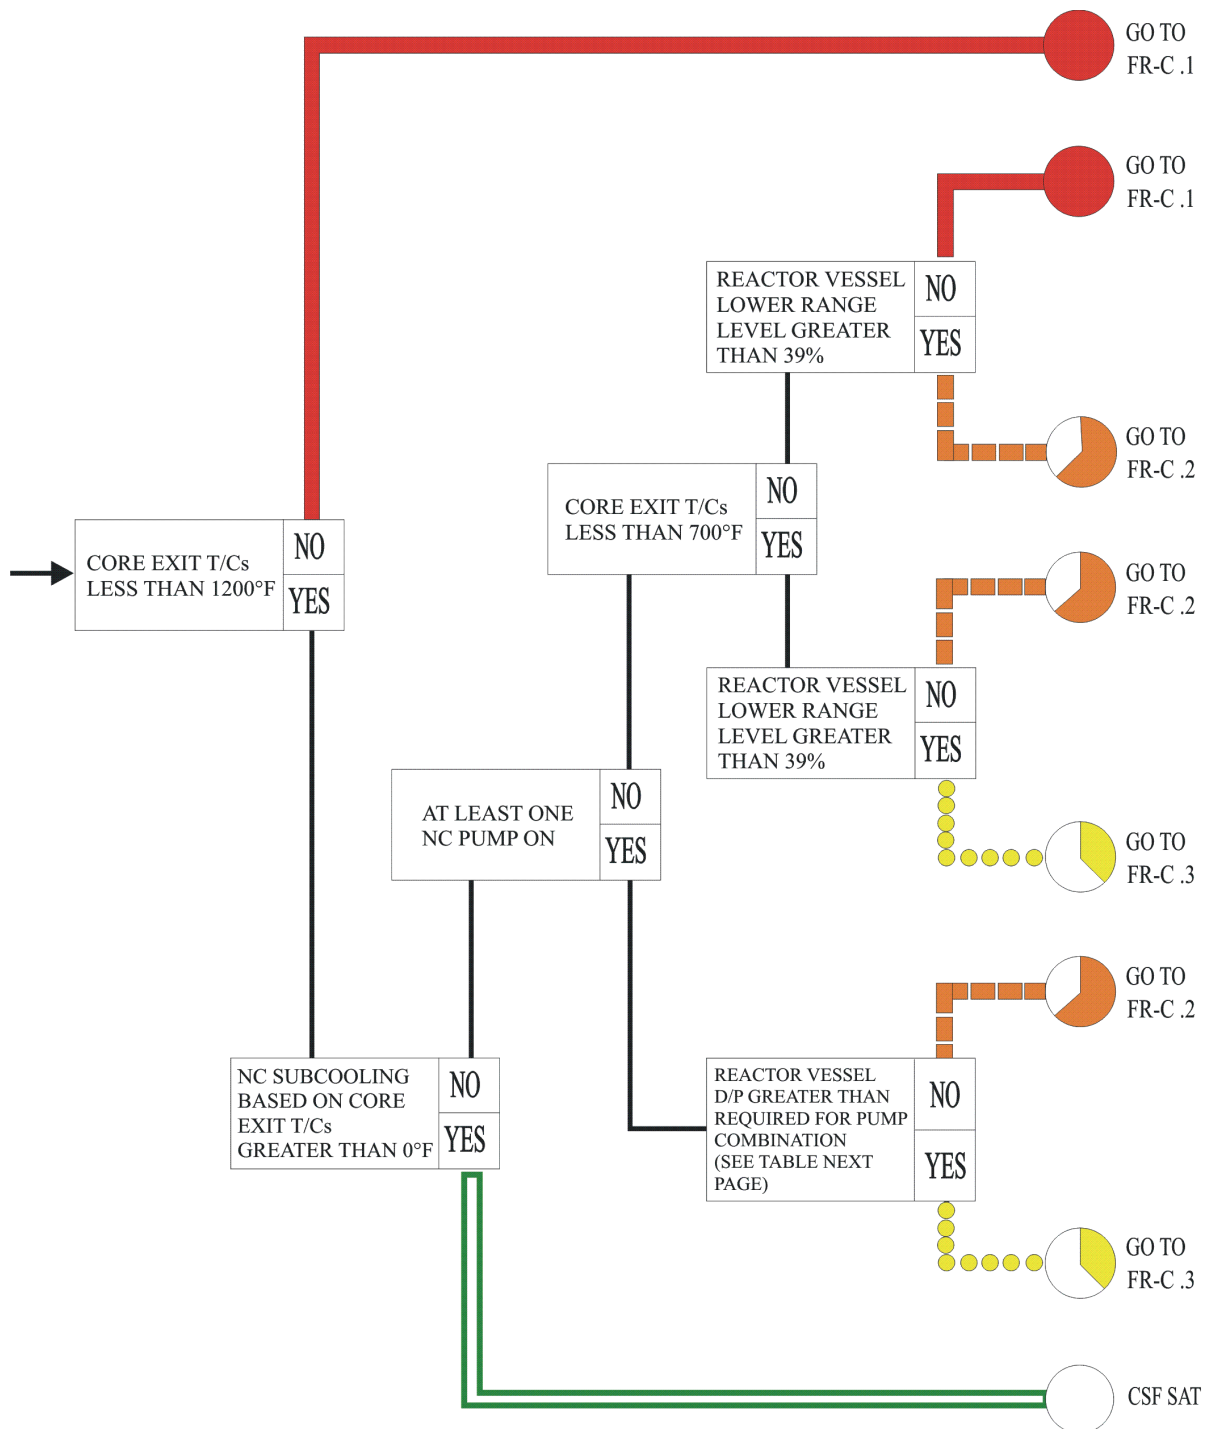 GO TO
FR-C .1
GO TO
FR-C .1
REACTOR VESSEL
LOWER RANGE
LEVEL GREATER
THAN 39%
NO
YES
GO TO
FR-C .2
CORE EXIT T/Cs
LESS THAN 700°F
NO
YES
CORE EXIT T/Cs
LESS THAN 1200°F
NO
YES
GO TO
FR-C .2
REACTOR VESSEL
LOWER RANGE
LEVEL GREATER
THAN 39%
NO
YES
AT LEAST ONE
NC PUMP ON
NO
YES
GO TO
FR-C .3
GO TO
FR-C .2
NC SUBCOOLING
BASED ON CORE
EXIT T/Cs
GREATER THAN 0°F
NO
YES
REACTOR VESSEL
D/P GREATER THAN
REQUIRED FOR PUMP
COMBINATION
(SEE TABLE NEXT
PAGE)
NO
YES
GO TO
FR-C .3
CSF SAT